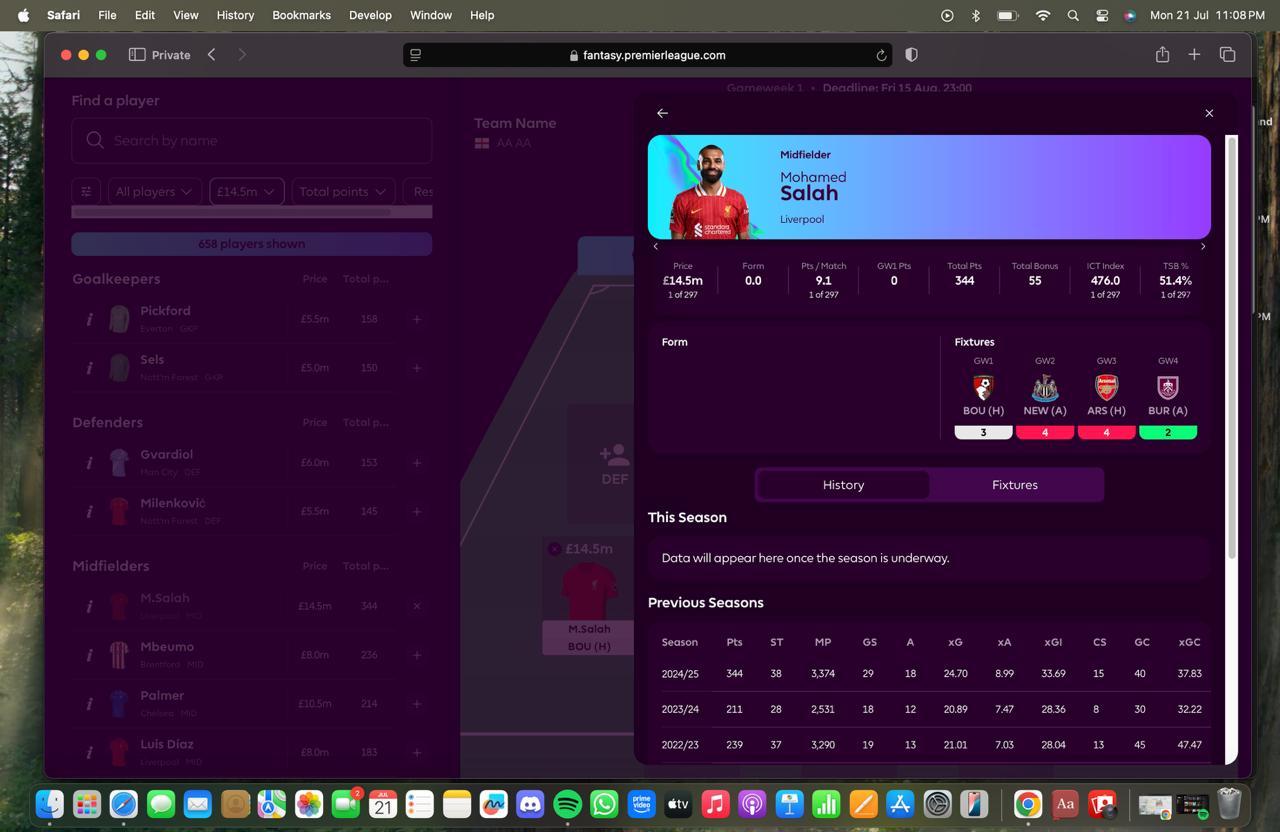 Safari File Edit View History Bookmarks Develop Window Help Mon 21 Jul 11:08 PM
Private fantasy.premierleague.com
Find a player
Search by name
All players £14.5m Total points Res
658 players shown
Goalkeepers Price Total p...
Pickford £5.5m 158 +
Everton GKP
Sels £5.0m 150 +
Nott'm Forest GKP
Defenders Price Total p...
Gvardiol £6.0m 153 +
Man City DEF
Milenković £5.5m 145 +
Nott'm Forest DEF
Midfielders Price Total p...
M.Salah £14.5m 344 ×
Liverpool MID
Mbeumo £8.0m 236 +
Brentford MID
Palmer £10.5m 214 +
Chelsea MID
Luis Díaz £8.0m 183 +
Liverpool MID
Gameweek 1 • Deadline: Fri 15 Aug, 23:00
Team Name
AA AA
DEF
£14.5m
M.Salah
BOU (H)
Midfielder
Mohamed
Salah
Liverpool
standard
chartered
Price Form Pts / Match GW1 Pts Total Pts Total Bonus ICT Index TSB %
£14.5m 0.0 9.1 0 344 55 476.0 51.4%
1 of 297 1 of 297 1 of 297 1 of 297
Form
Fixtures
GW1 GW2 GW3 GW4
Arsenal
BOU (H) NEW (A) ARS (H) BUR (A)
3 4 4 2
History Fixtures
This Season
Data will appear here once the season is underway.
Previous Seasons
Season Pts ST MP GS A xG xA xGI CS GC xGC
2024/25 344 38 3,374 29 18 24.70 8.99 33.69 15 40 37.83
2023/24 211 28 2,531 18 12 20.89 7.47 28.36 8 30 32.22
2022/23 239 37 3,290 19 13 21.01 7.03 28.04 13 45 47.47
nd
PM
PM
2
JUL
21
prime
video
tv
Aa